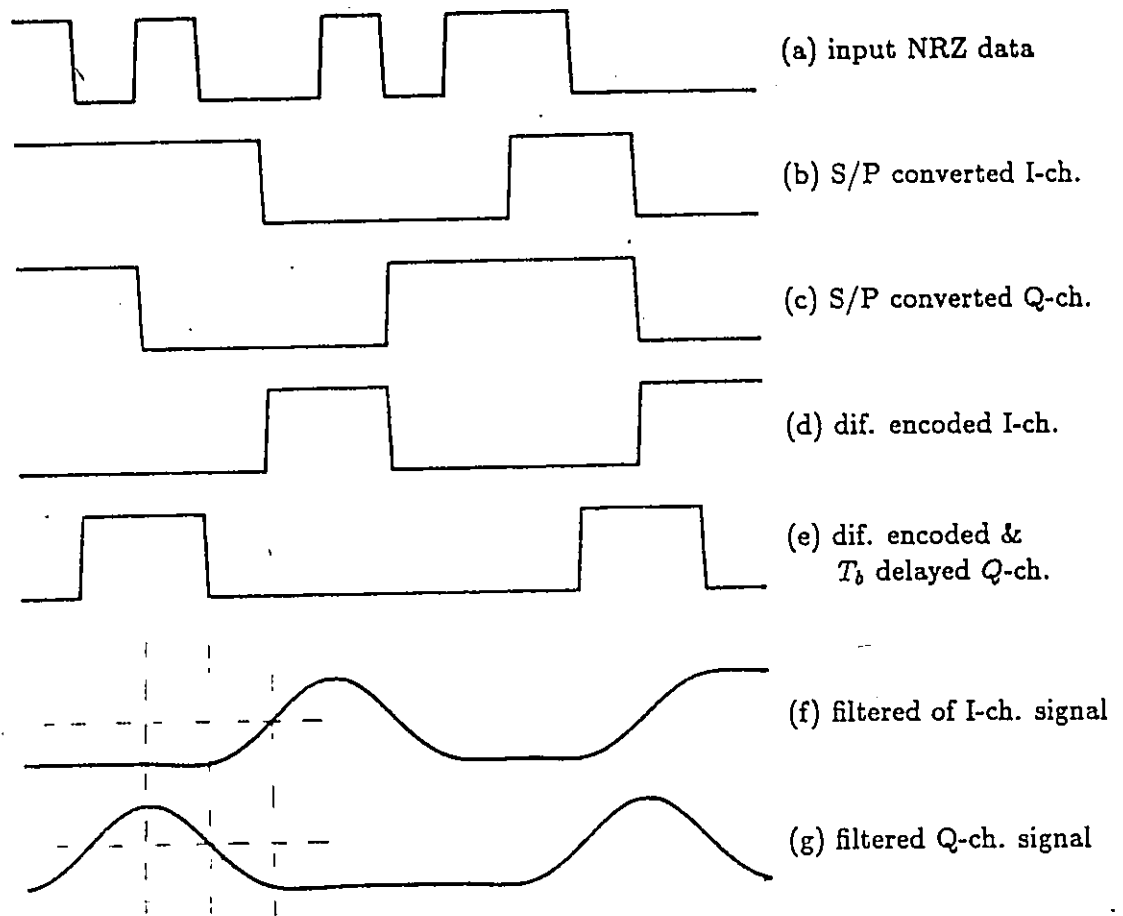 (a) input NRZ data
(b) S/P converted I-ch.
(c) S/P converted Q-ch.
(d) dif. encoded I-ch.
(e) dif. encoded &
T_b delayed Q-ch.
(f) filtered of I-ch. signal
(g) filtered Q-ch. signal